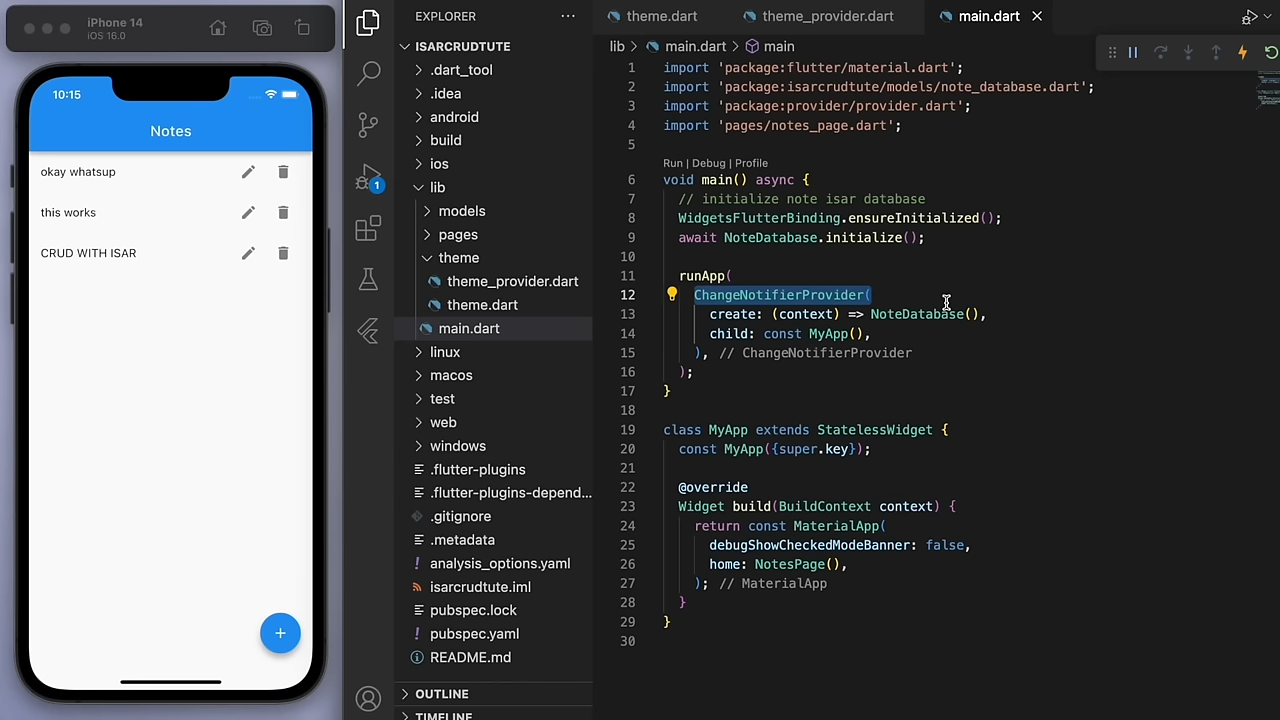 iPhone 14
iOS 16.0
10:15
Notes
okay whatsup
this works
CRUD WITH ISAR
+
EXPLORER
ISARCRUDTUTE
.dart_tool
.idea
android
build
ios
lib
models
pages
theme
theme_provider.dart
theme.dart
main.dart
linux
macos
test
web
windows
.flutter-plugins
.flutter-plugins-depend...
.gitignore
.metadata
! analysis_options.yaml
isarcrudtute.iml
pubspec.lock
! pubspec.yaml
README.md
OUTLINE
TIMELINE
1
theme.dart theme_provider.dart main.dart
lib > main.dart > main
1 import 'package:flutter/material.dart';
2 import 'package:isarcrudtute/models/note_database.dart';
3 import 'package:provider/provider.dart';
4 import 'pages/notes_page.dart';
5
Run | Debug | Profile
6 void main() async {
7 // initialize note isar database
8 WidgetsFlutterBinding.ensureInitialized();
9 await NoteDatabase.initialize();
10
11 runApp(
12 ChangeNotifierProvider(
13 create: (context) => NoteDatabase(),
14 child: const MyApp(),
15 ), // ChangeNotifierProvider
16 );
17 }
18
19 class MyApp extends StatelessWidget {
20 const MyApp({super.key});
21
22 @override
23 Widget build(BuildContext context) {
24 return const MaterialApp(
25 debugShowCheckedModeBanner: false,
26 home: NotesPage(),
27 ); // MaterialApp
28 }
29 }
30